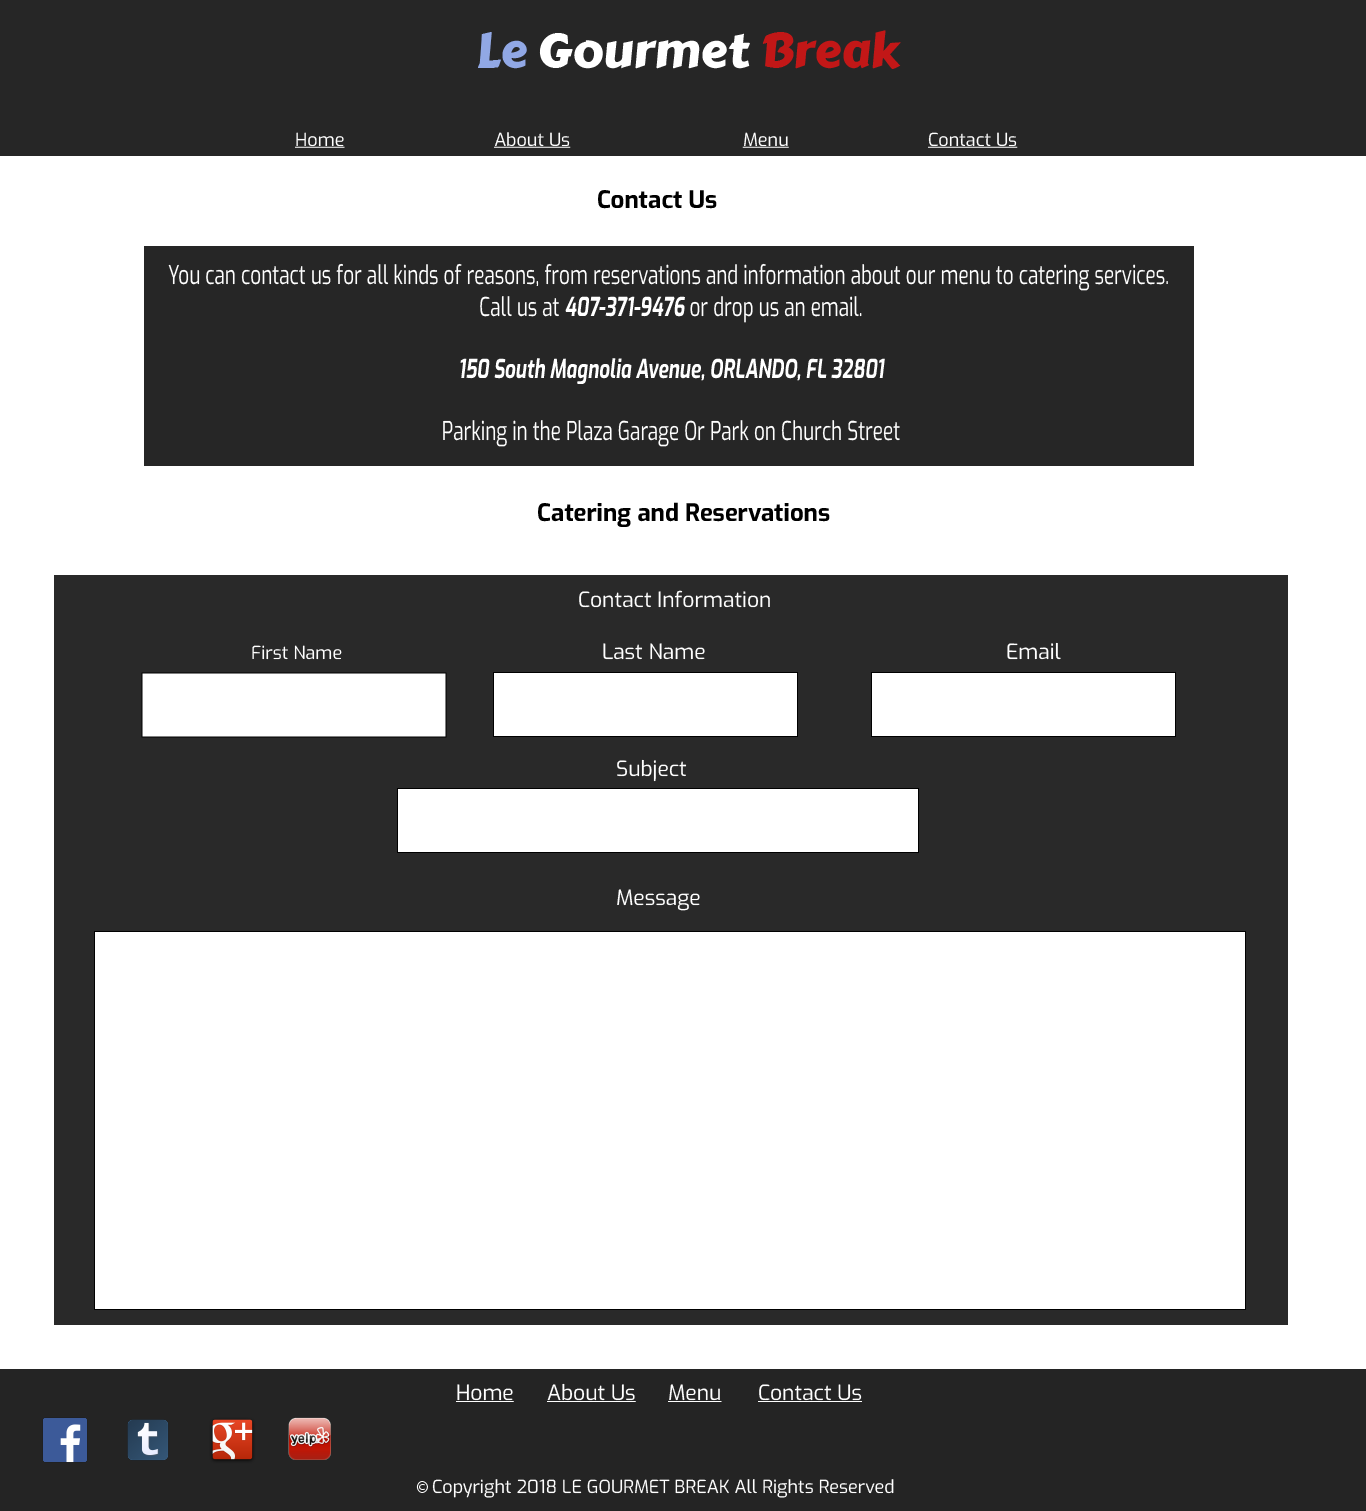 Le Gourmet Break
Home About Us Menu Contact Us
Contact Us
You can contact us for all kinds of reasons, from reservations and information about our menu to catering services.
Call us at 407-371-9476 or drop us an email.
150 South Magnolia Avenue, ORLANDO, FL 32801
Parking in the Plaza Garage Or Park on Church Street
Catering and Reservations
Contact Information
First Name Last Name Email
Subject
Message
Home About Us Menu Contact Us
f t g+ yelp
© Copyright 2018 LE GOURMET BREAK All Rights Reserved